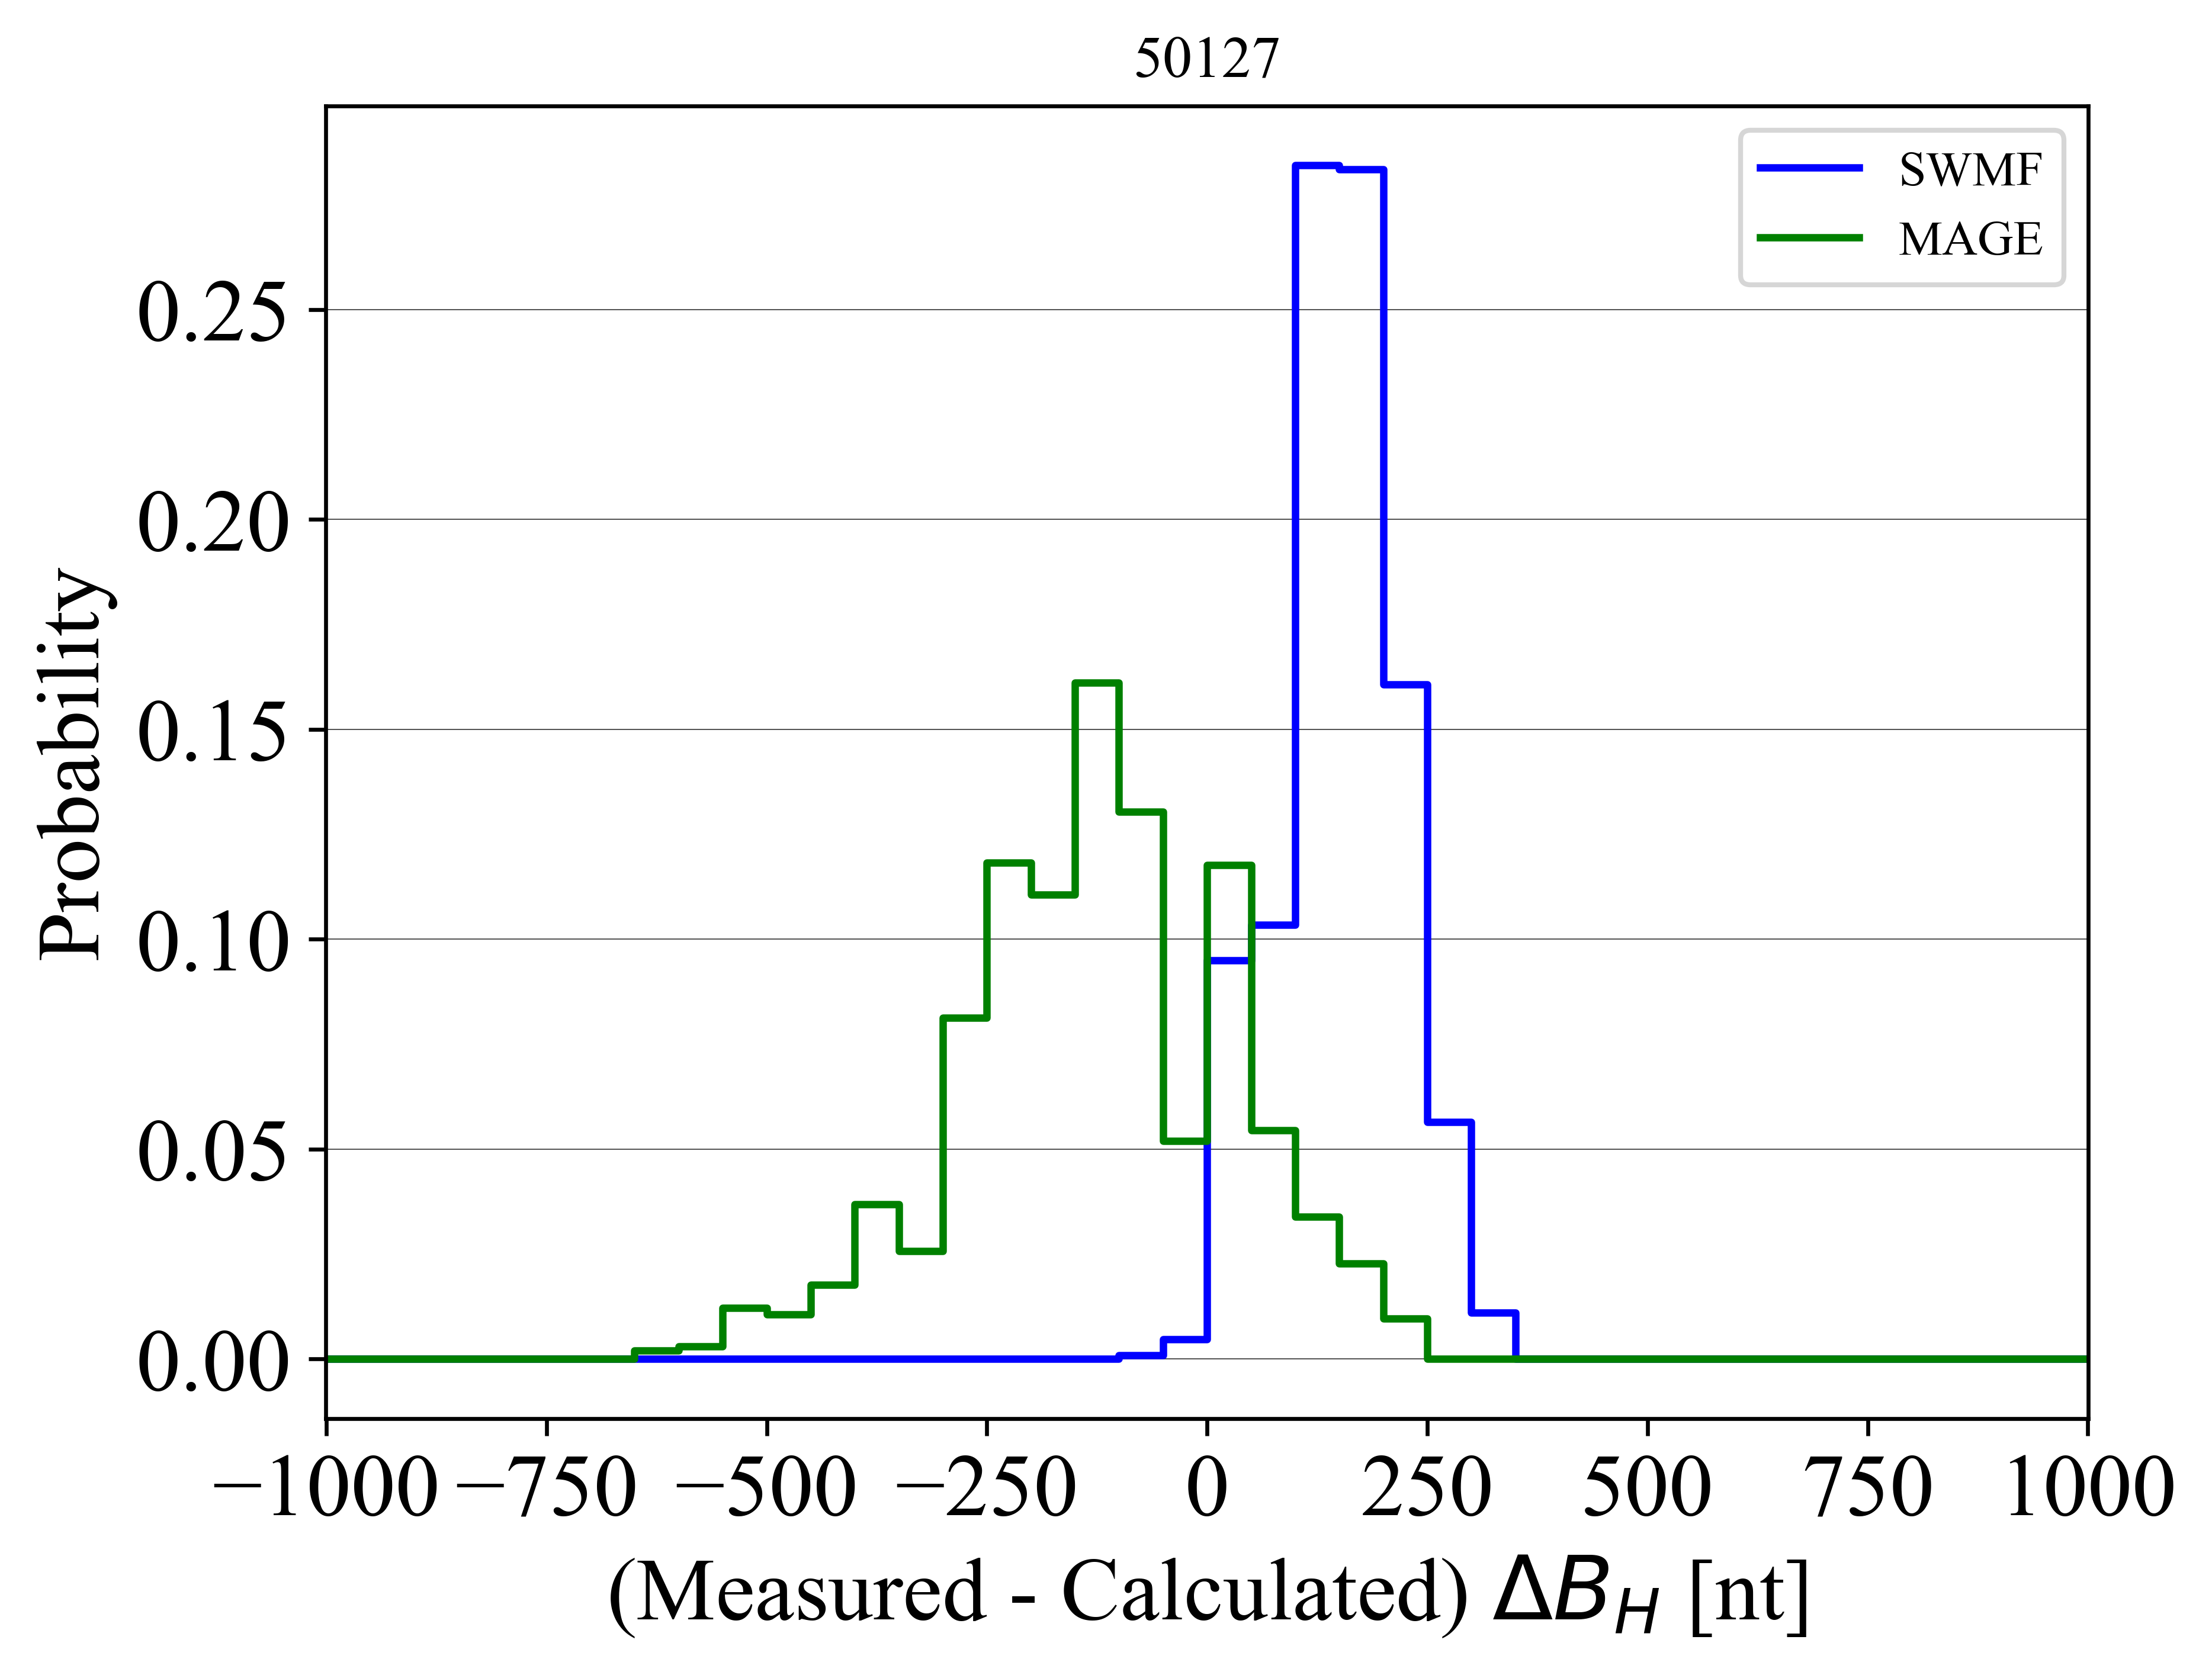 50127
SWMF
MAGE
Probability
0.25
0.20
0.15
0.10
0.05
0.00
−1000 −750 −500 −250 0 250 500 750 1000
(Measured - Calculated) ΔB_H [nt]